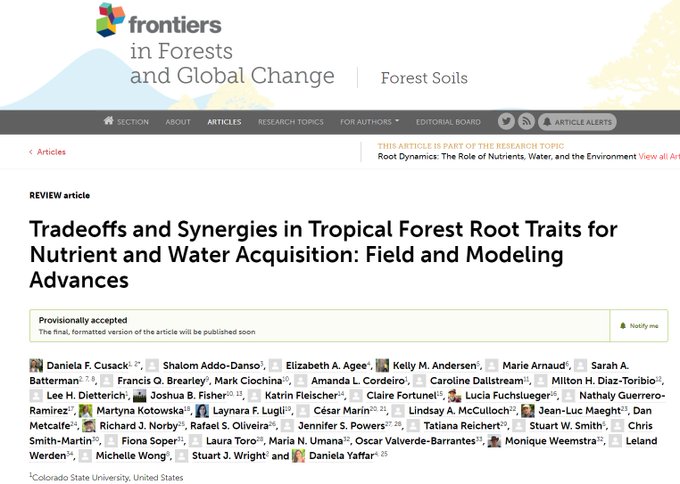 frontiers
in Forests
and Global Change
Forest Soils
SECTION ABOUT ARTICLES RESEARCH TOPICS FOR AUTHORS EDITORIAL BOARD ARTICLE ALERTS
< Articles
THIS ARTICLE IS PART OF THE RESEARCH TOPIC
Root Dynamics: The Role of Nutrients, Water, and the Environment View all Art
REVIEW article
Tradeoffs and Synergies in Tropical Forest Root Traits for
Nutrient and Water Acquisition: Field and Modeling
Advances
Provisionally accepted
The final, formatted version of the article will be published soon
Notify me
Daniela F. Cusack1, 2*, Shalom Addo-Danso3, Elizabeth A. Agee4, Kelly M. Andersen5, Marie Arnaud6, Sarah A.
Batterman2, 7, 8, Francis Q. Brearley9, Mark Ciochina10, Amanda L. Cordeiro1, Caroline Dallstream11, MIlton H. Diaz-Toribio12,
Lee H. Dietterich1, Joshua B. Fisher10, 13, Katrin Fleischer14, Claire Fortunel15, Lucia Fuchslueger16, Nathaly Guerrero-
Ramirez17, Martyna Kotowska18, Laynara F. Lugli19, César Marín20, 21, Lindsay A. McCulloch22, Jean-Luc Maeght23, Dan
Metcalfe24, Richard J. Norby25, Rafael S. Oliveira26, Jennifer S. Powers27, 28, Tatiana Reichert29, Stuart W. Smith5, Chris
Smith-Martin30, Fiona Soper31, Laura Toro28, Maria N. Umana32, Oscar Valverde-Barrantes33, Monique Weemstra32, Leland
Werden34, Michelle Wong8, Stuart J. Wright2 and Daniela Yaffar4, 25
1Colorado State University, United States